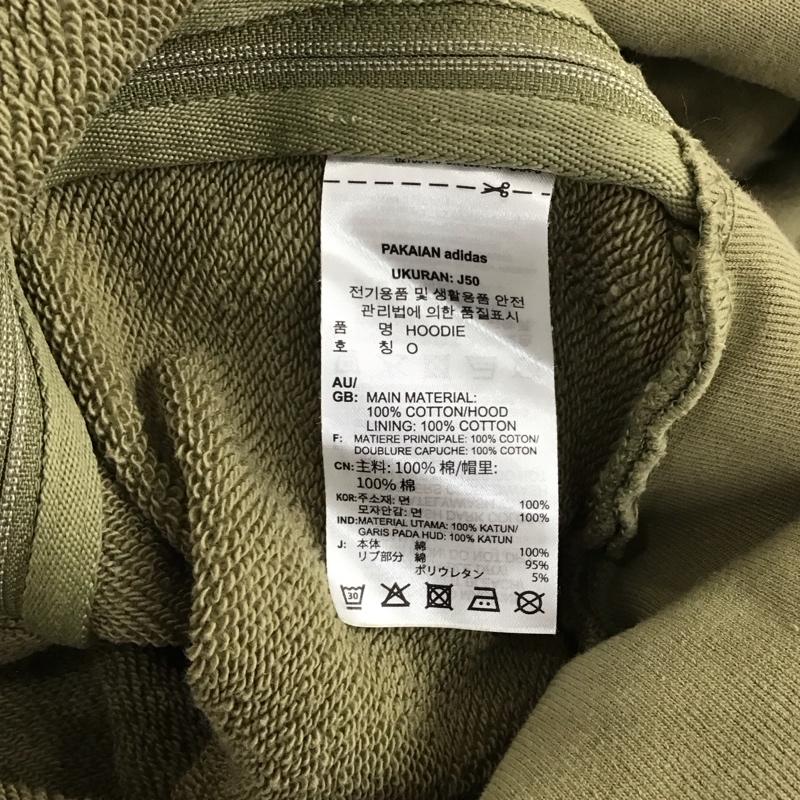 PAKAIAN adidas
UKURAN: J50
전기용품 및 생활용품 안전
관리법에 의한 품질표시
품 명 HOODIE
호 칭 O
AU/
GB: MAIN MATERIAL:
100% COTTON/HOOD
LINING: 100% COTTON
F: MATIERE PRINCIPALE: 100% COTON/
DOUBLURE CAPUCHE: 100% COTON
CN: 主料: 100% 棉/帽里:
100% 棉
KOR: 주소재: 면 100%
모자안감: 면 100%
IND: MATERIAL UTAMA: 100% KATUN/
GARIS PADA HUD: 100% KATUN
J: 本体 綿 100%
リブ部分 綿 95%
ポリウレタン 5%
30